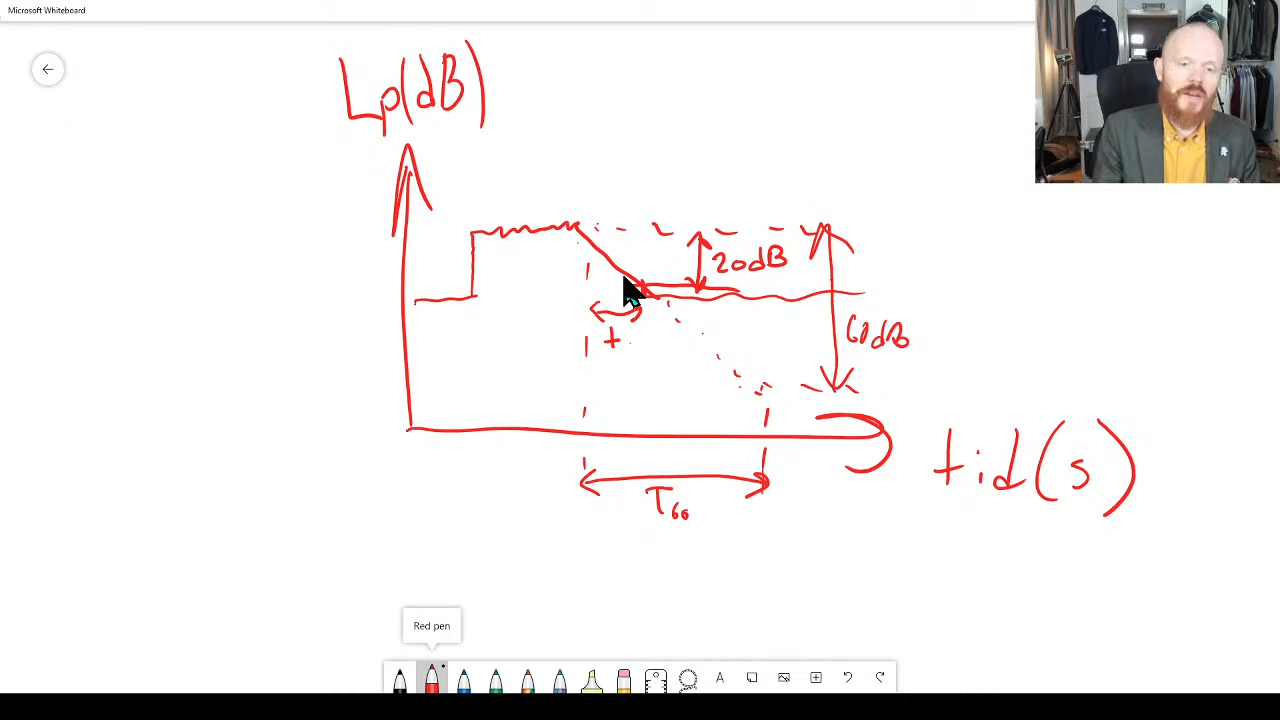 Microsoft Whiteboard
Lp(dB)
20dB
60dB
t
tid(s)
T60
Red pen
A